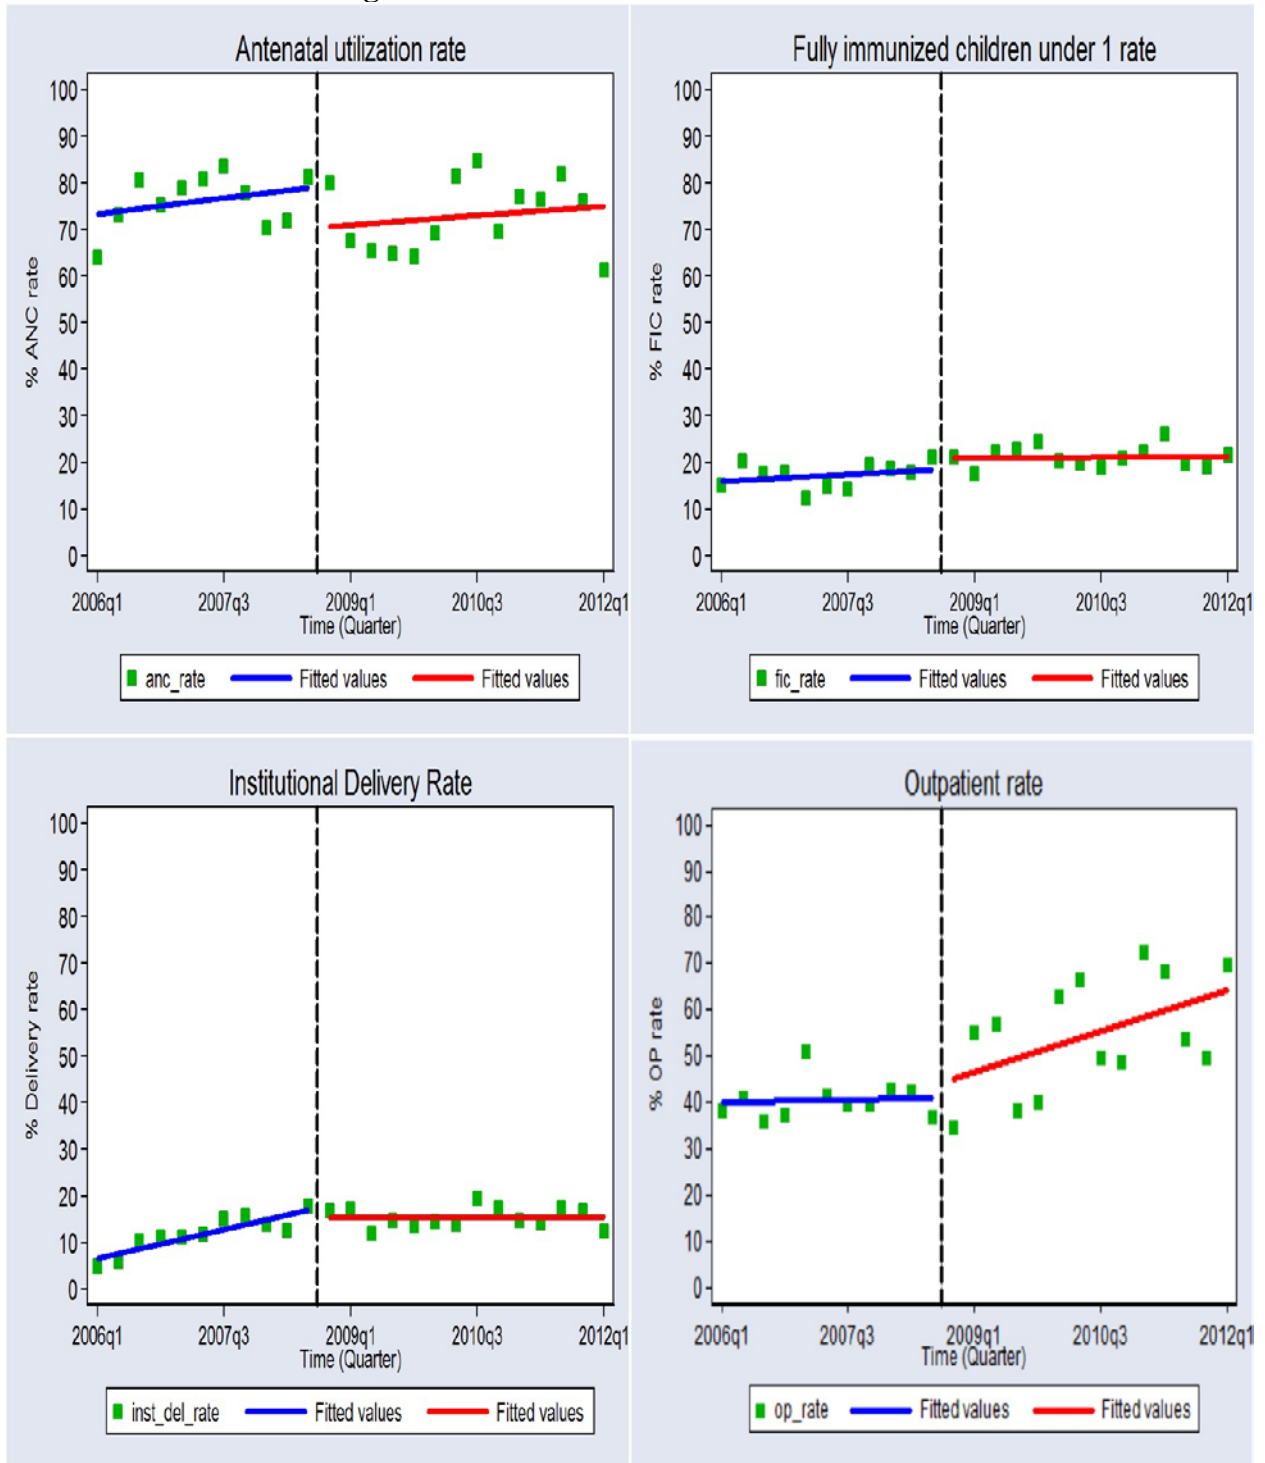 Antenatal utilization rate
% ANC rate
100
90
80
70
60
50
40
30
20
10
0
2006q1 2007q3 2009q1 2010q3 2012q1
Time (Quarter)
anc_rate Fitted values Fitted values
Fully immunized children under 1 rate
% FIC rate
100
90
80
70
60
50
40
30
20
10
0
2006q1 2007q3 2009q1 2010q3 2012q1
Time (Quarter)
fic_rate Fitted values Fitted values
Institutional Delivery Rate
% Delivery rate
100
90
80
70
60
50
40
30
20
10
0
2006q1 2007q3 2009q1 2010q3 2012q1
Time (Quarter)
inst_del_rate Fitted values Fitted values
Outpatient rate
% OP rate
100
90
80
70
60
50
40
30
20
10
0
2006q1 2007q3 2009q1 2010q3 2012q1
Time (Quarter)
op_rate Fitted values Fitted values